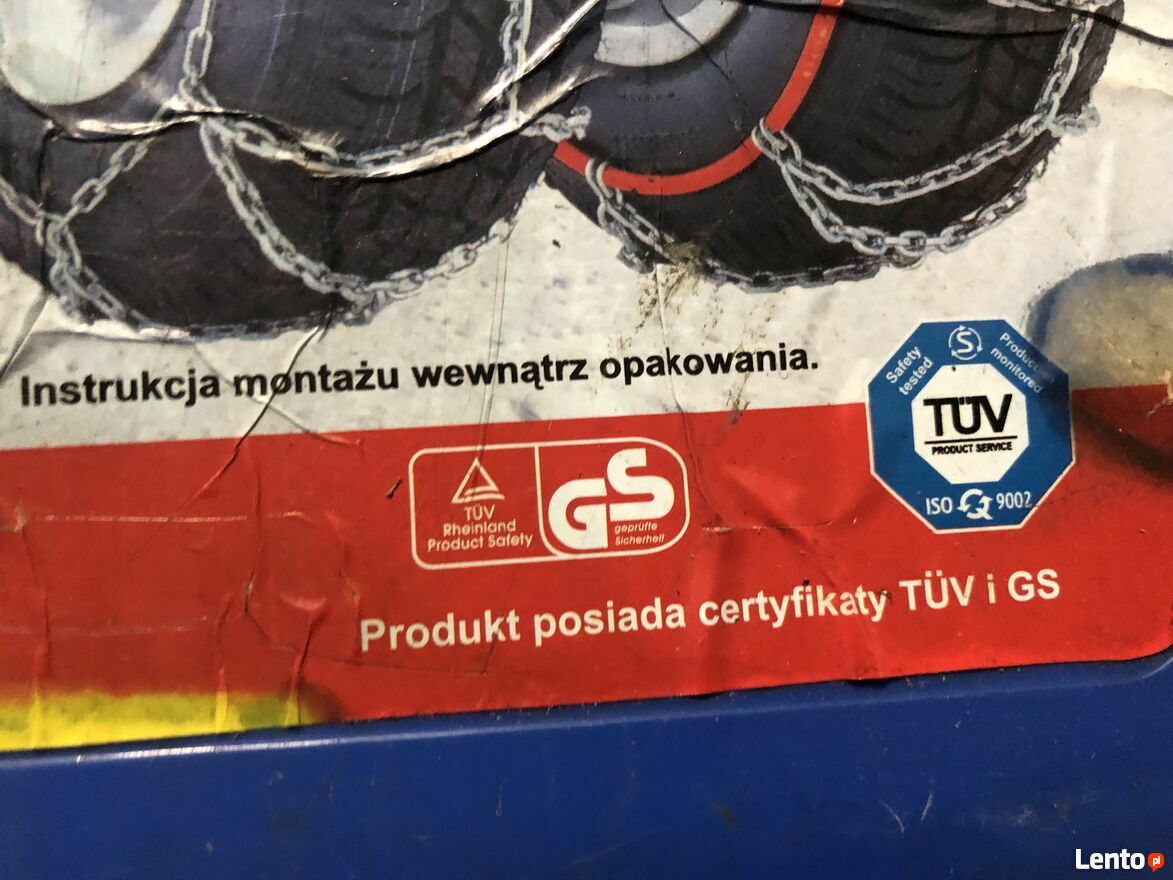 Instrukcja montażu wewnątrz opakowania.
Safety tested
S
Production monitored
TÜV
PRODUCT SERVICE
ISO 9002
TÜV
Rheinland
Product Safety
GS
geprüfte
Sicherheit
Produkt posiada certyfikaty TÜV i GS
Lento.pl